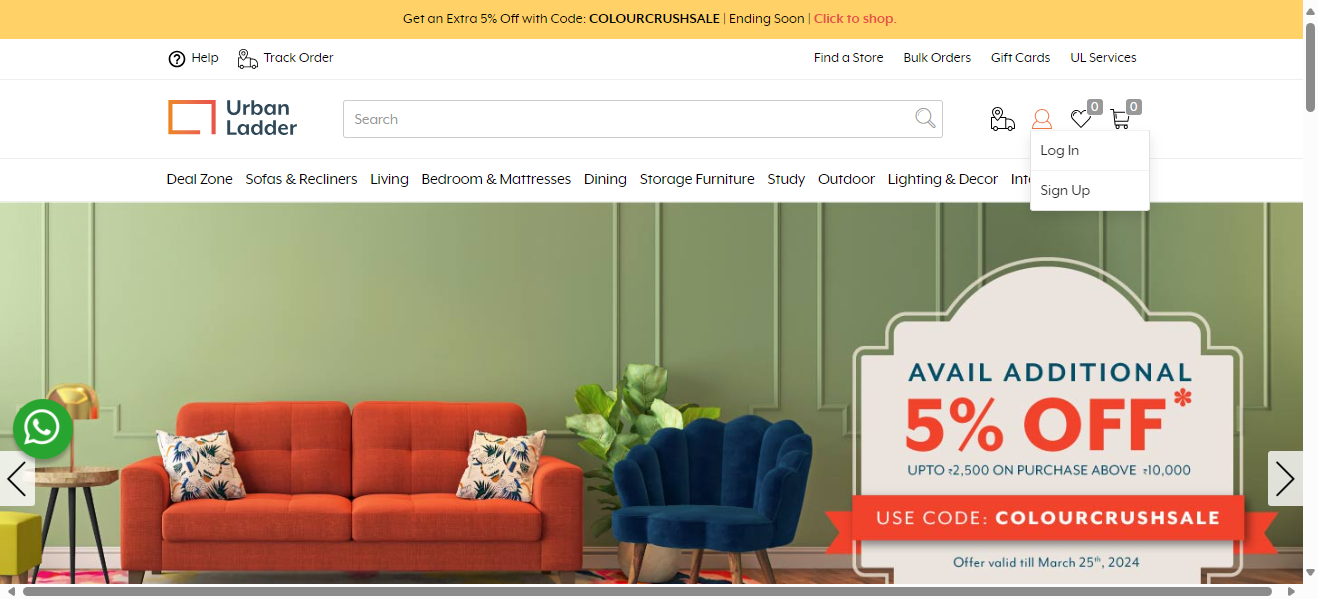 Get an Extra 5% Off with Code: COLOURCRUSHSALE | Ending Soon | Click to shop.
Help Track Order Find a Store Bulk Orders Gift Cards UL Services
Urban
Ladder
Search
0 0
Log In
Sign Up
Deal Zone Sofas & Recliners Living Bedroom & Mattresses Dining Storage Furniture Study Outdoor Lighting & Decor
AVAIL ADDITIONAL
5% OFF*
UPTO ₹2,500 ON PURCHASE ABOVE ₹10,000
USE CODE: COLOURCRUSHSALE
Offer valid till March 25th, 2024